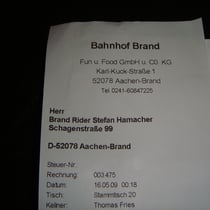 Bahnhof Brand
Fun u. Food GmbH u. Co. KG
Karl-Kuck-Straße 1
52078 Aachen-Brand
Tel. 0241-60847225
Herr
Brand Rider Stefan Hamacher
Schagenstraße 99
D-52078 Aachen-Brand
Steuer-Nr.
Rechnung: 003.475
Datum: 16.05.09 00:18
Tisch: Stammtisch 20
Kellner: Thomas Fries